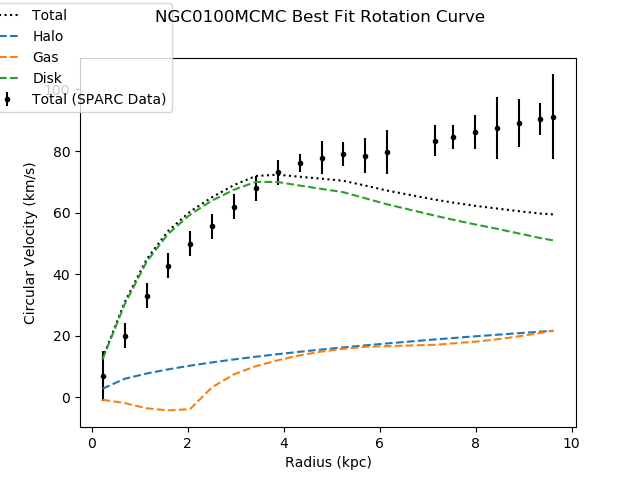 NGC0100MCMC Best Fit Rotation Curve
Total
Halo
Gas
Disk
Total (SPARC Data)
Circular Velocity (km/s)
100
80
60
40
20
0
0 2 4 6 8 10
Radius (kpc)